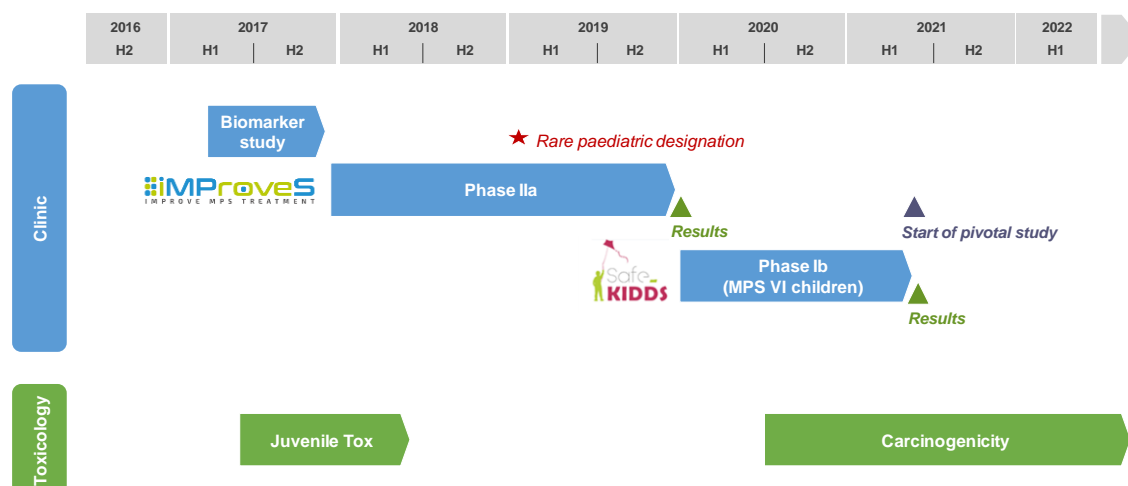 2016 2017 2018 2019 2020 2021 2022
H2 H1 H2 H1 H2 H1 H2 H1 H2 H1 H2 H1
Clinic
Biomarker
study
Rare paediatric designation
iMProveS
IMPROVE MPS TREATMENT
Phase IIa
Results
Start of pivotal study
Safe-
KIDDS
Phase Ib
(MPS VI children)
Results
Toxicology
Juvenile Tox
Carcinogenicity